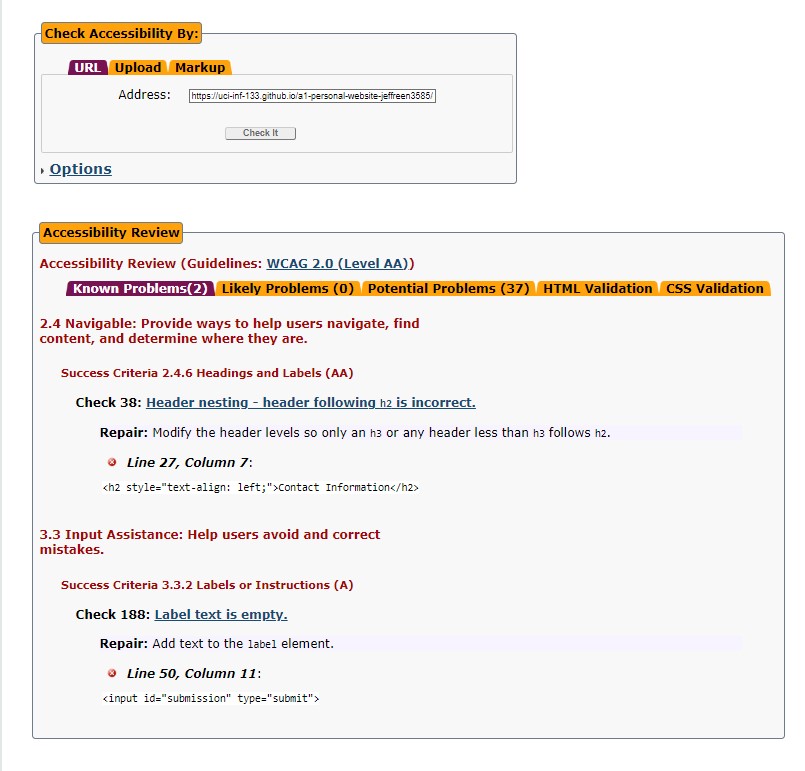 Check Accessibility By:
URL Upload Markup
Address: https://uci-inf-133.github.io/a1-personal-website-jeffreen3585/
Check It
Options
Accessibility Review
Accessibility Review (Guidelines: WCAG 2.0 (Level AA))
Known Problems(2) Likely Problems (0) Potential Problems (37) HTML Validation CSS Validation
2.4 Navigable: Provide ways to help users navigate, find
content, and determine where they are.
Success Criteria 2.4.6 Headings and Labels (AA)
Check 38: Header nesting - header following h2 is incorrect.
Repair: Modify the header levels so only an h3 or any header less than h3 follows h2.
Line 27, Column 7:
<h2 style="text-align: left;">Contact Information</h2>
3.3 Input Assistance: Help users avoid and correct
mistakes.
Success Criteria 3.3.2 Labels or Instructions (A)
Check 188: Label text is empty.
Repair: Add text to the label element.
Line 50, Column 11:
<input id="submission" type="submit">